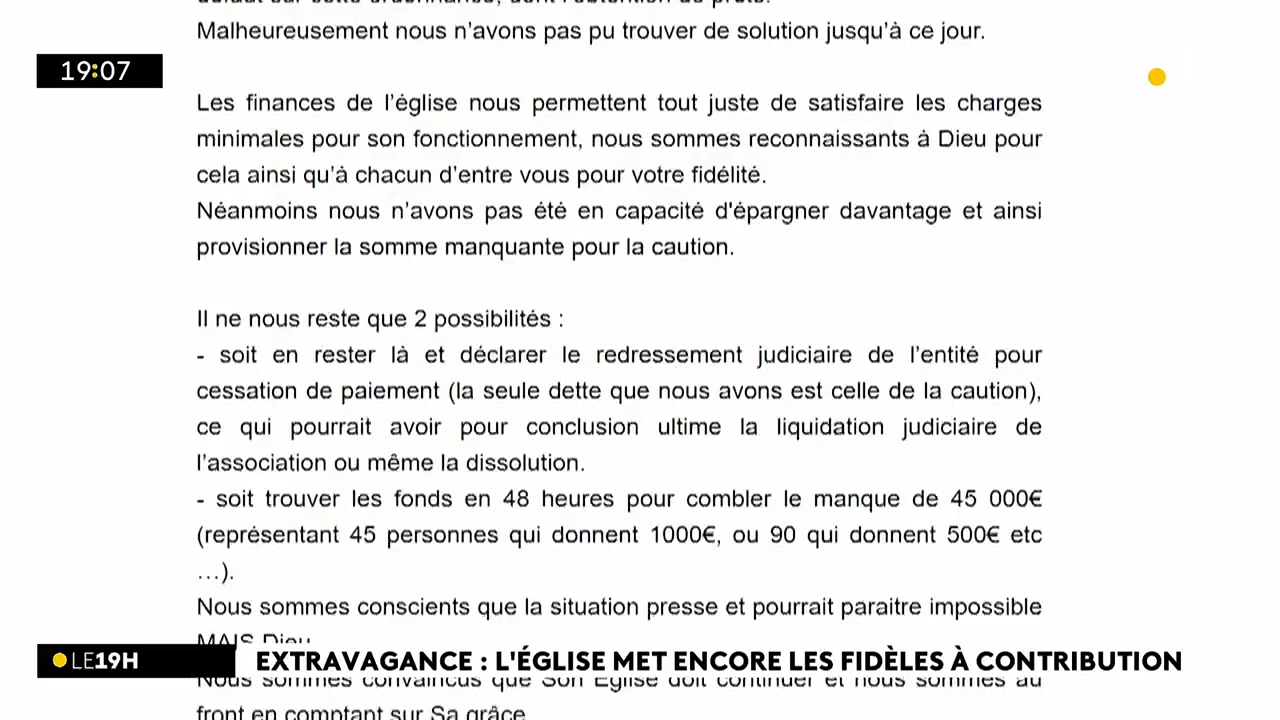 Malheureusement nous n'avons pas pu trouver de solution jusqu'à ce jour.
19:07
Les finances de l'église nous permettent tout juste de satisfaire les charges
minimales pour son fonctionnement, nous sommes reconnaissants à Dieu pour
cela ainsi qu'à chacun d'entre vous pour votre fidélité.
Néanmoins nous n'avons pas été en capacité d'épargner davantage et ainsi
provisionner la somme manquante pour la caution.
Il ne nous reste que 2 possibilités :
- soit en rester là et déclarer le redressement judiciaire de l'entité pour
cessation de paiement (la seule dette que nous avons est celle de la caution),
ce qui pourrait avoir pour conclusion ultime la liquidation judiciaire de
l'association ou même la dissolution.
- soit trouver les fonds en 48 heures pour combler le manque de 45 000€
(représentant 45 personnes qui donnent 1000€, ou 90 qui donnent 500€ etc
…).
Nous sommes conscients que la situation presse et pourrait paraitre impossible
MAIS Dieu
LE19H
EXTRAVAGANCE : L'ÉGLISE MET ENCORE LES FIDÈLES À CONTRIBUTION
Nous sommes convaincus que Son Eglise doit continuer et nous sommes au
front en comptant sur Sa grâce